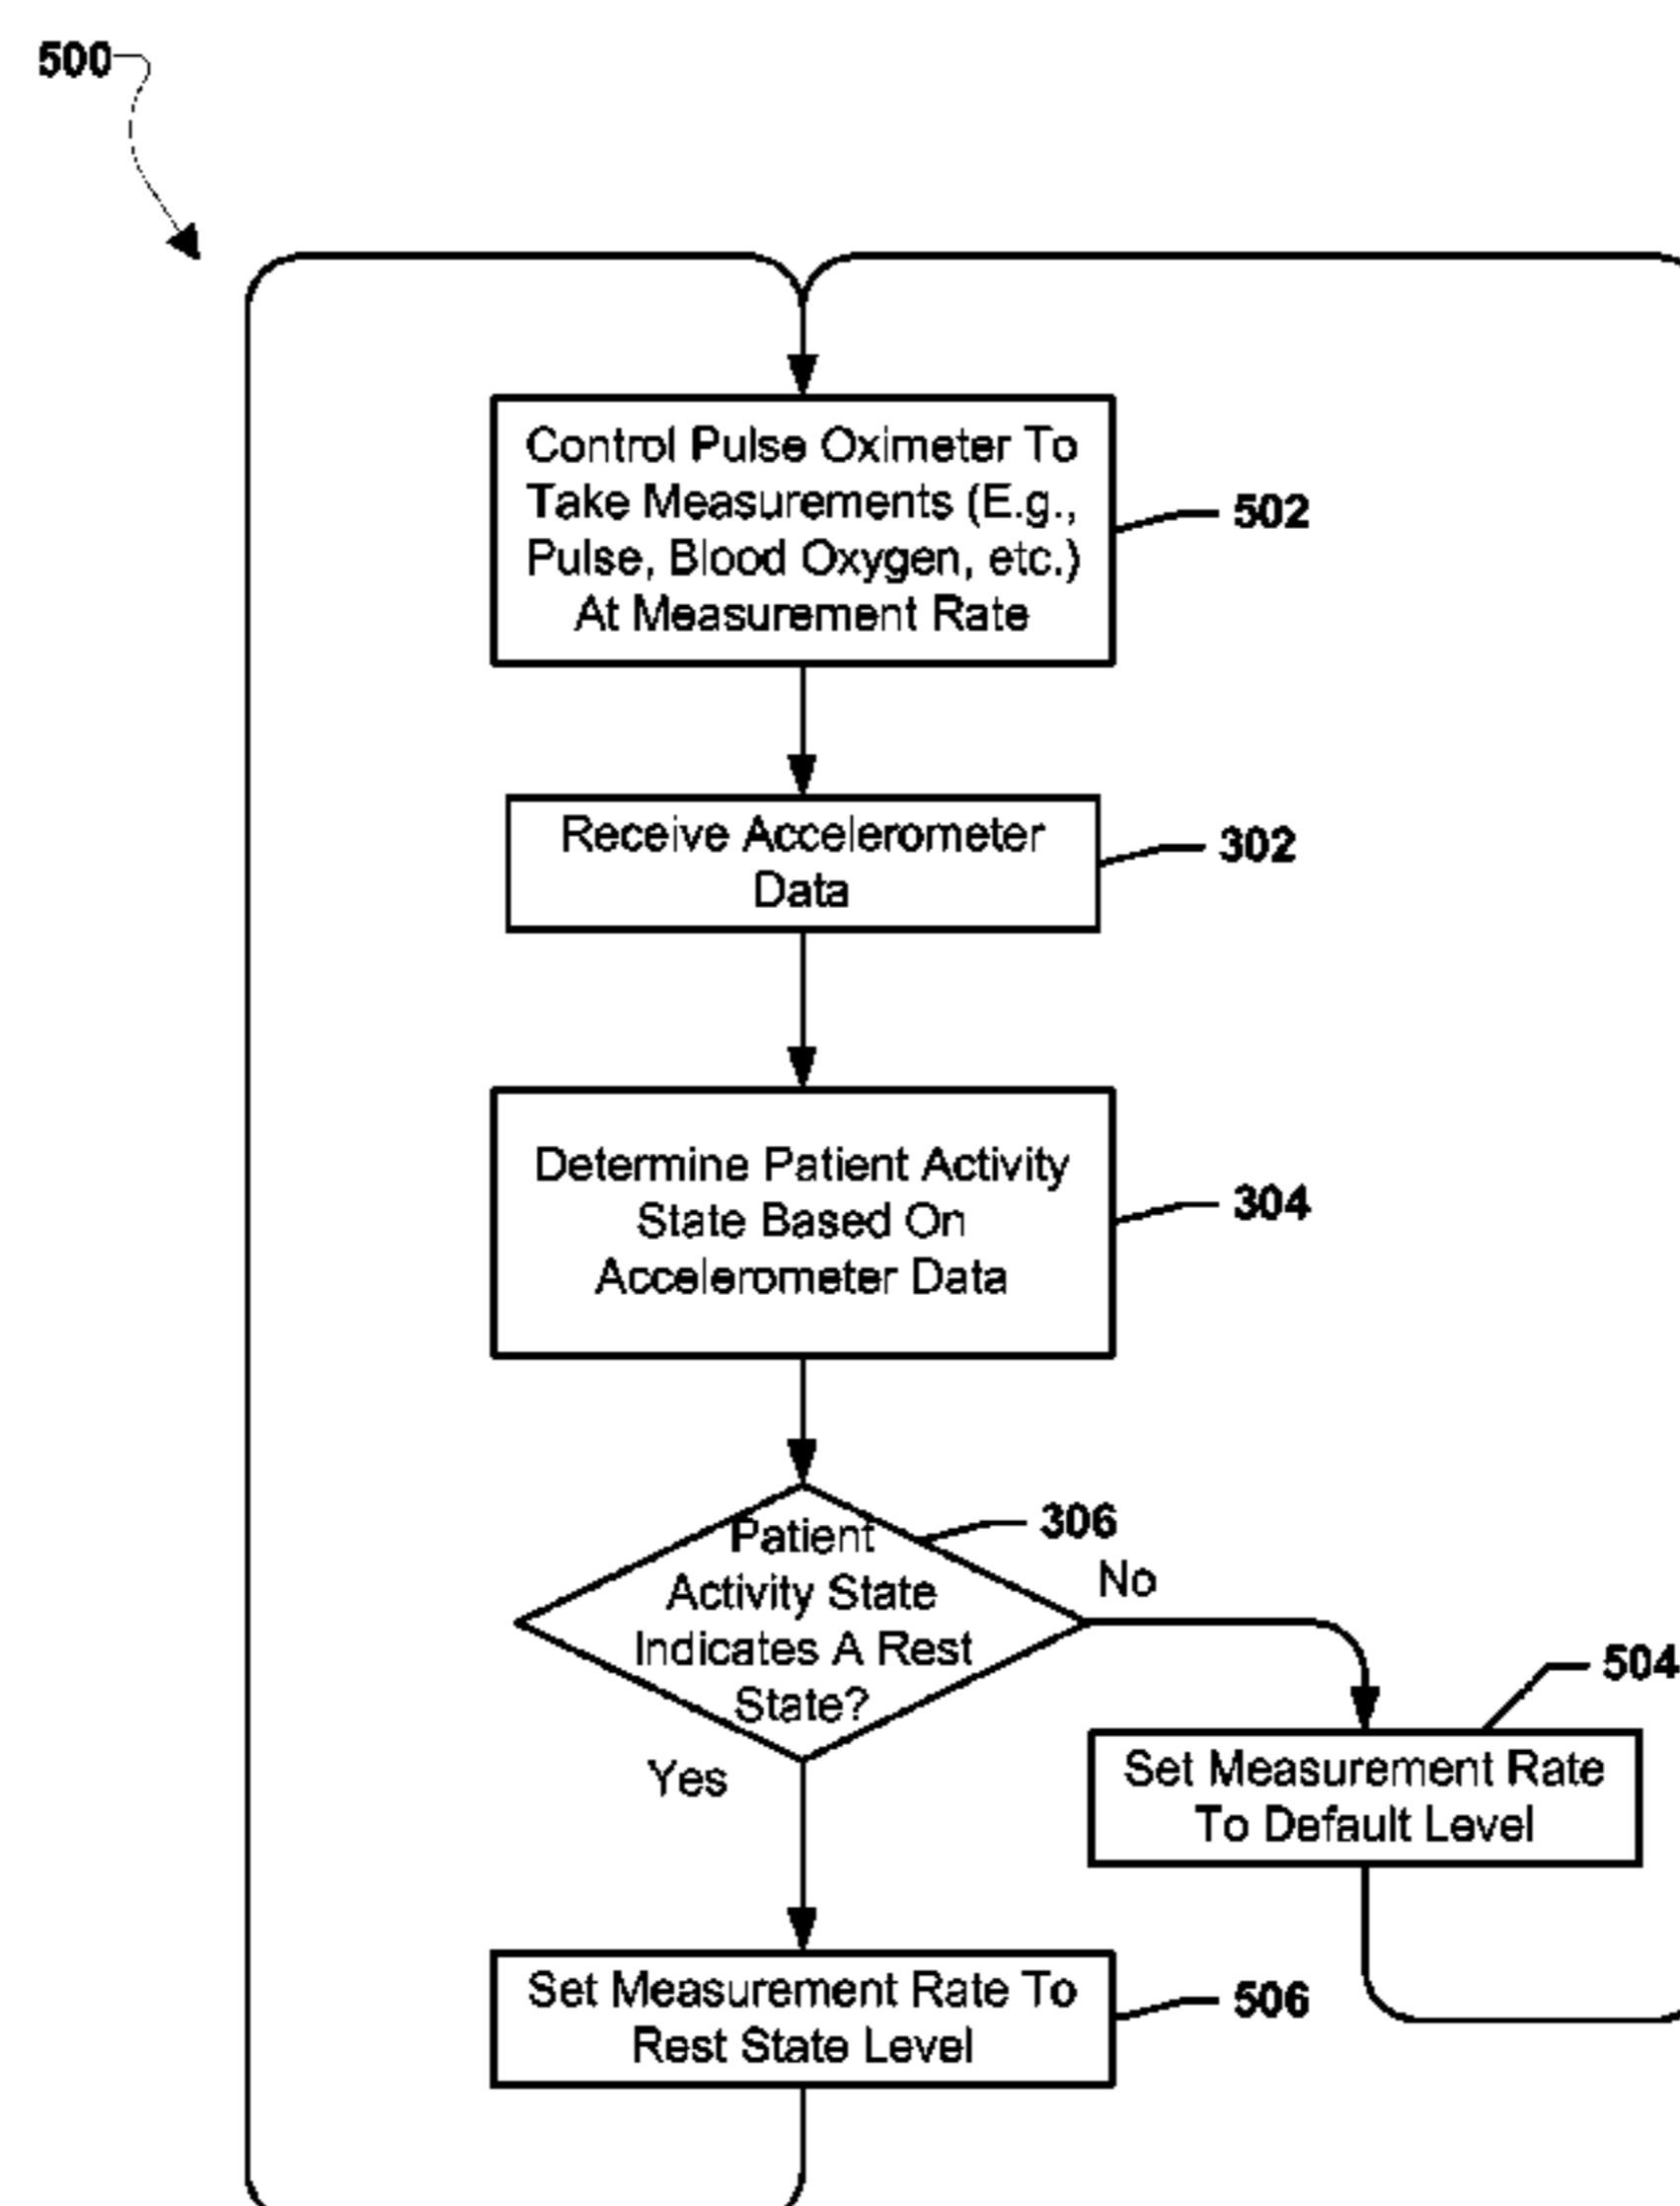 500
Control Pulse Oximeter To
Take Measurements (E.g.,
Pulse, Blood Oxygen, etc.)
At Measurement Rate
502
Receive Accelerometer
Data
302
Determine Patient Activity
State Based On
Accelerometer Data
304
Patient
Activity State
Indicates A Rest
State?
306
No
Yes
504
Set Measurement Rate
To Default Level
Set Measurement Rate To
Rest State Level
506